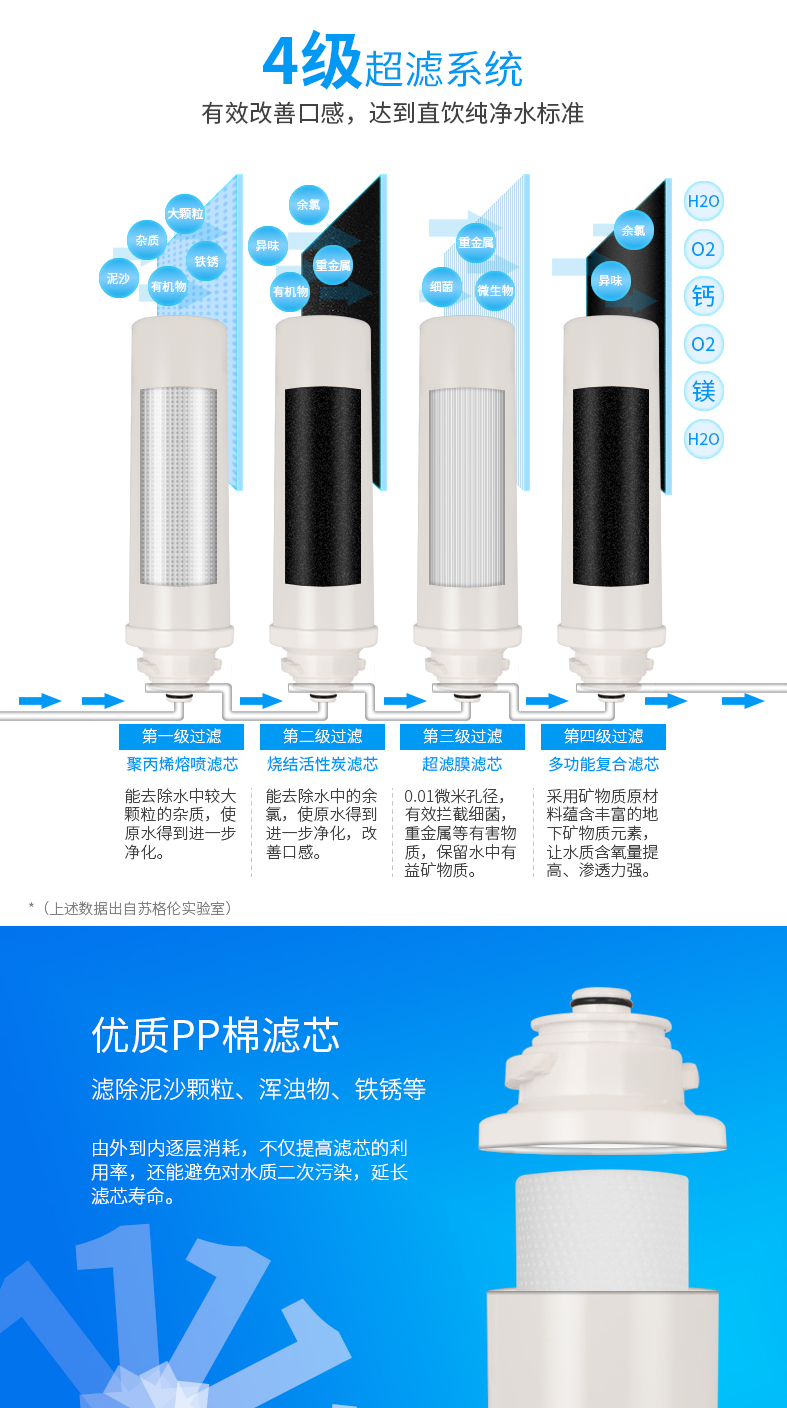 4级超滤系统
有效改善口感，达到直饮纯净水标准
大颗粒
杂质
铁锈
泥沙
有机物
余氯
异味
重金属
有机物
重金属
细菌
微生物
余氯
异味
H2O
O2
钙
O2
镁
H2O
第一级过滤
聚丙烯熔喷滤芯
能去除水中较大
颗粒的杂质，使
原水得到进一步
净化。
第二级过滤
烧结活性炭滤芯
能去除水中的余
氯，使原水得到
进一步净化，改
善口感。
第三级过滤
超滤膜滤芯
0.01微米孔径，
有效拦截细菌，
重金属等有害物
质，保留水中有
益矿物质。
第四级过滤
多功能复合滤芯
采用矿物质原材
料蕴含丰富的地
下矿物质元素，
让水质含氧量提
高、渗透力强。
*（上述数据出自苏格伦实验室）
优质PP棉滤芯
滤除泥沙颗粒、浑浊物、铁锈等
由外到内逐层消耗，不仅提高滤芯的利
用率，还能避免对水质二次污染，延长
滤芯寿命。